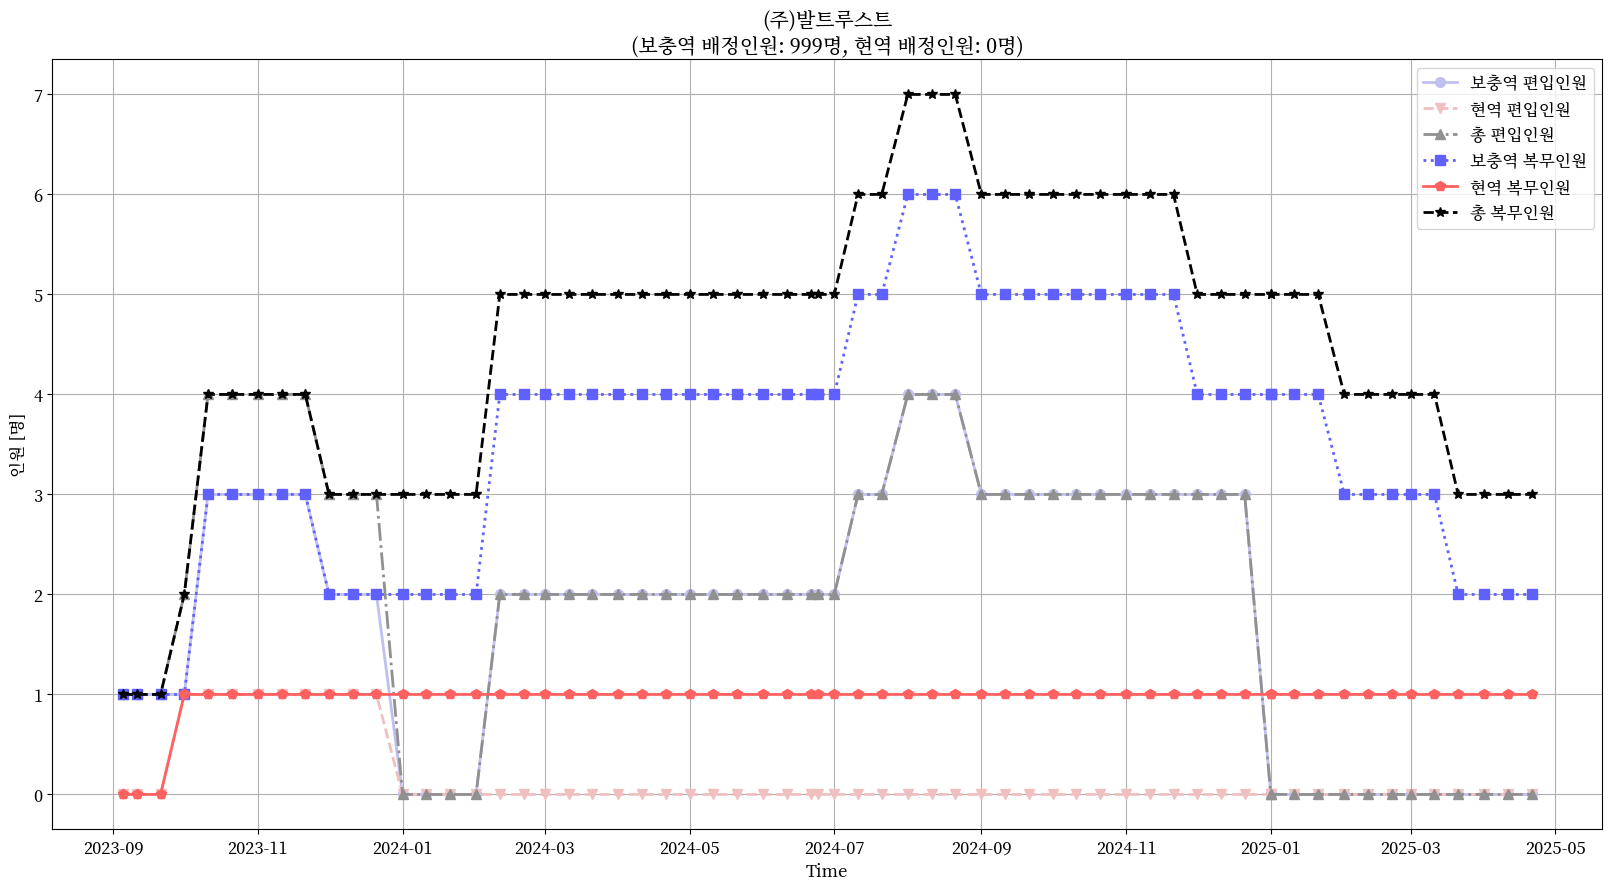 (주)발트루스트
(보충역 배정인원: 999명, 현역 배정인원: 0명)
보충역 편입인원
현역 편입인원
총 편입인원
보충역 복무인원
현역 복무인원
총 복무인원
인원 [명]
7
6
5
4
3
2
1
0
2023-09
2023-11
2024-01
2024-03
2024-05
2024-07
2024-09
2024-11
2025-01
2025-03
2025-05
Time